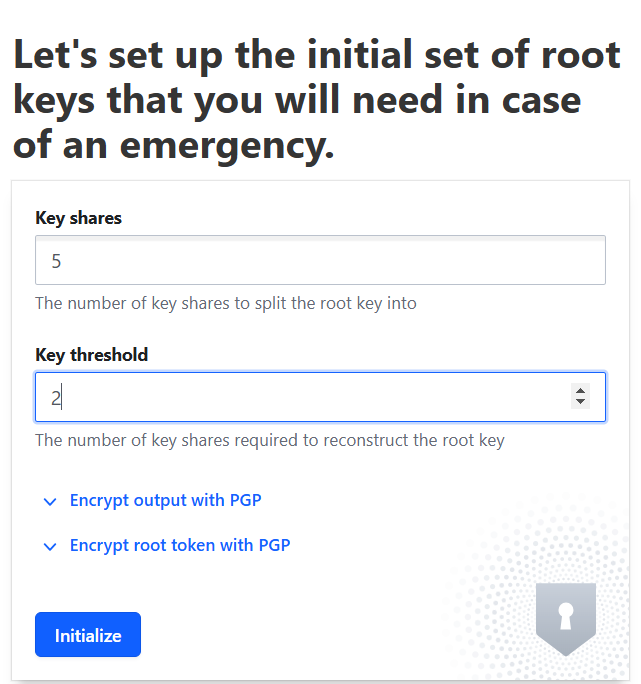 Let's set up the initial set of root
keys that you will need in case
of an emergency.
Key shares
5
The number of key shares to split the root key into
Key threshold
2
The number of key shares required to reconstruct the root key
Encrypt output with PGP
Encrypt root token with PGP
Initialize